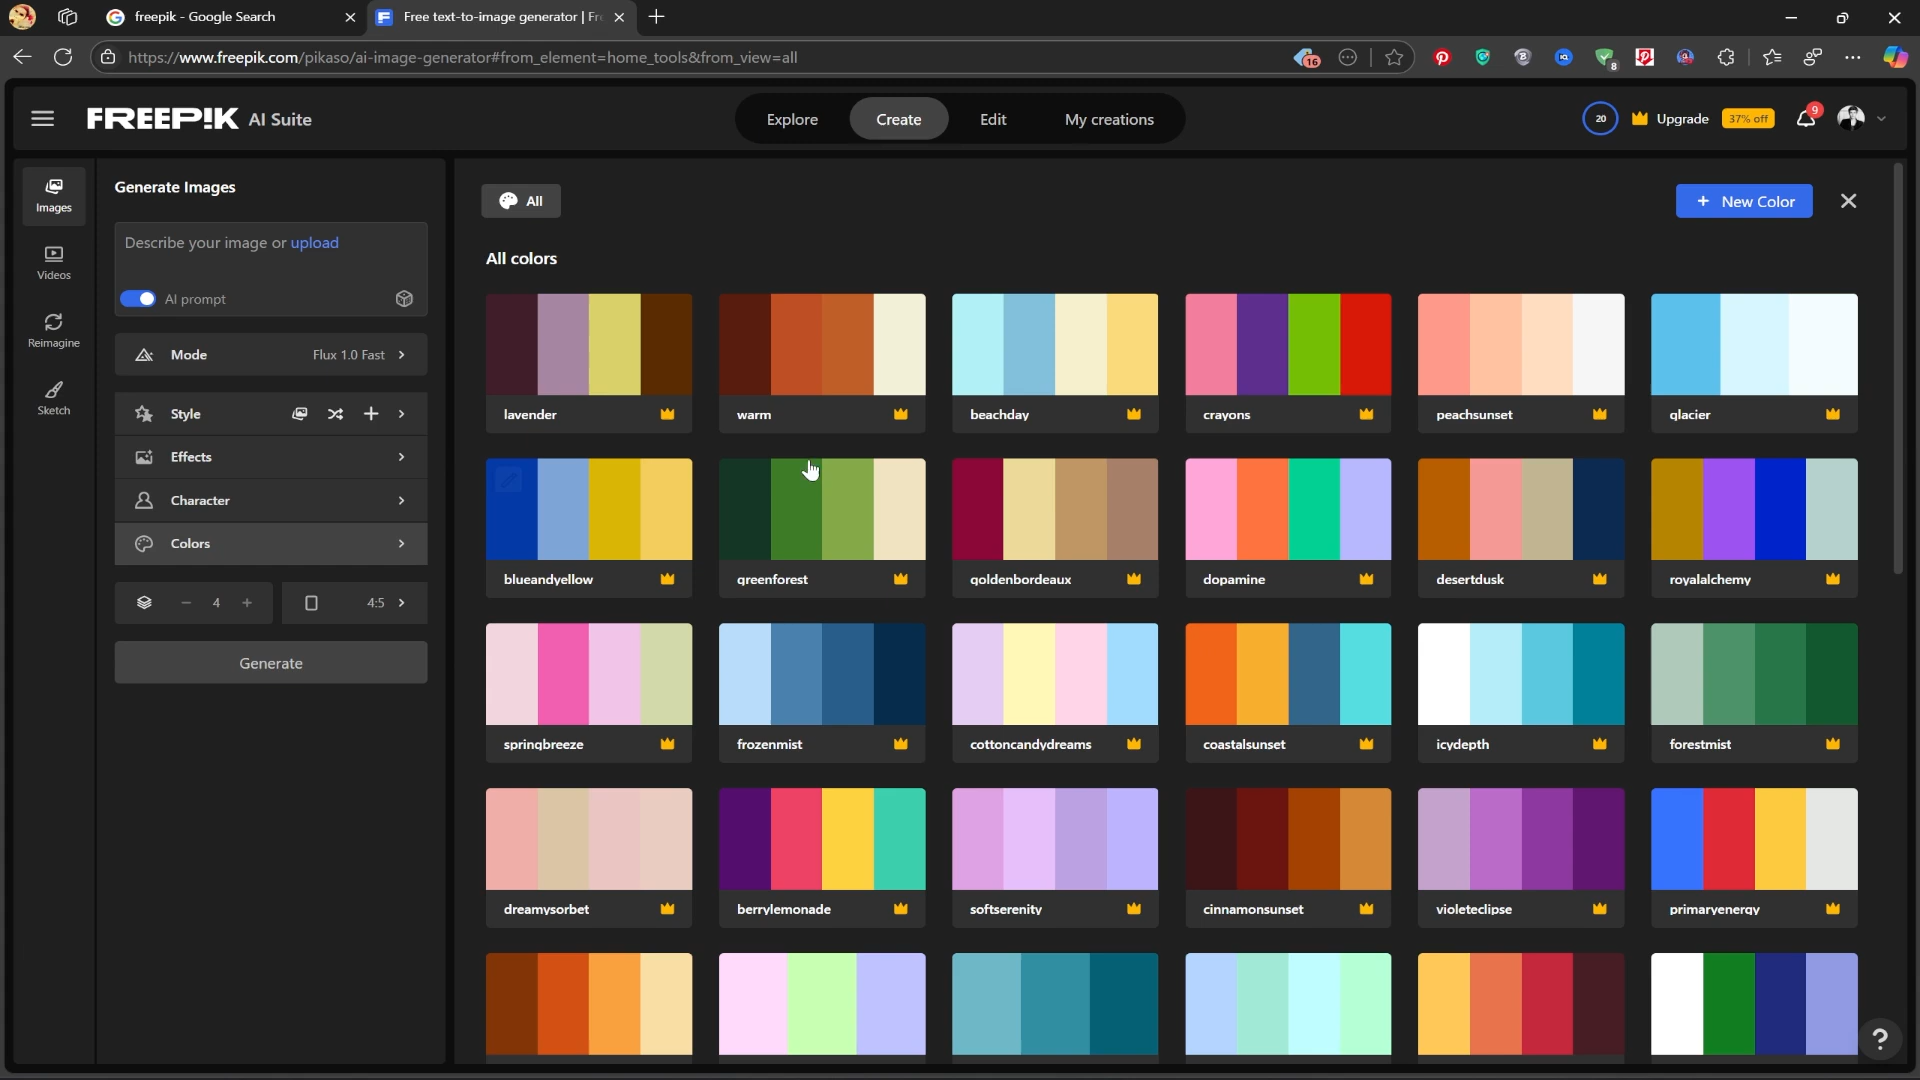 freepik - Google Search
Free text-to-image generator | Fr
https://www.freepik.com/pikaso/ai-image-generator#from_element=home_tools&from_view=all
16
8
FREEP!K AI Suite
Explore
Create
Edit
My creations
20
Upgrade
37% off
9
Images
Videos
Reimagine
Sketch
Generate Images
Describe your image or upload
AI prompt
Mode
Flux 1.0 Fast
Style
Effects
Character
Colors
4
4:5
Generate
All
New Color
All colors
lavender
warm
beachday
crayons
peachsunset
glacier
blueandyellow
greenforest
goldenbordeaux
dopamine
desertdusk
royalalchemy
springbreeze
frozenmist
cottoncandydreams
coastalsunset
icydepth
forestmist
dreamysorbet
berrylemonade
softserenity
cinnamonsunset
violeteclipse
primaryenergy
?